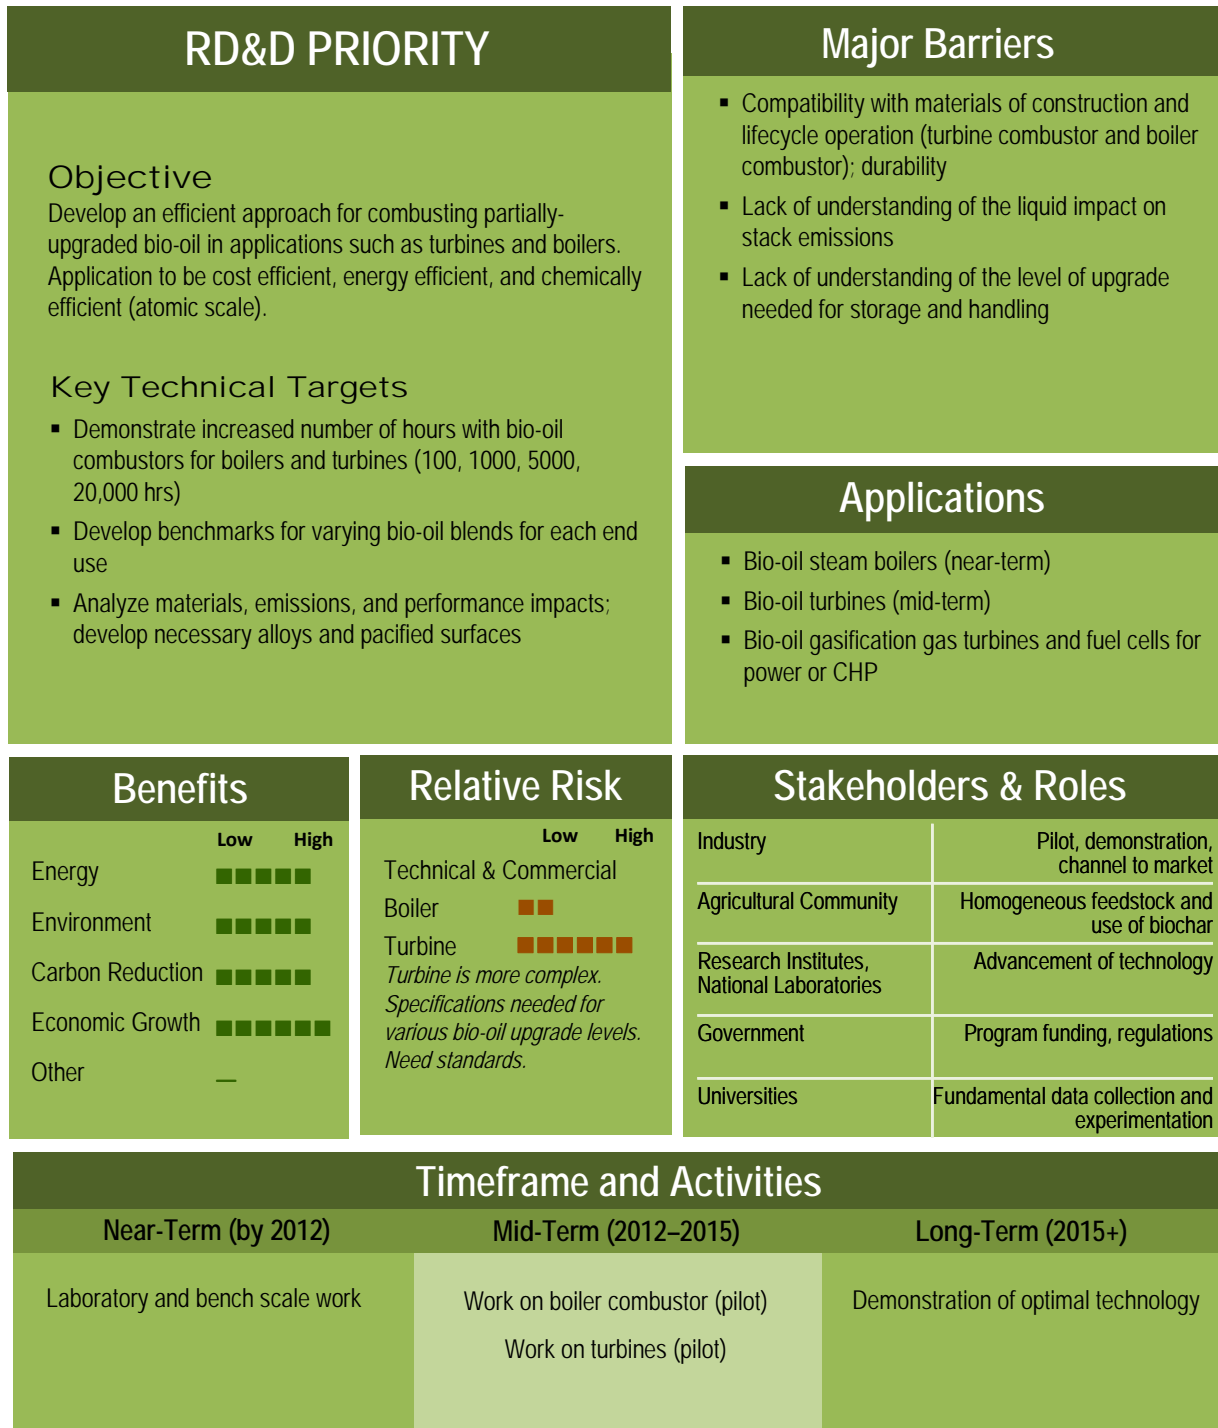 RD&D PRIORITY
Objective
Develop an efficient approach for combusting partially-
upgraded bio-oil in applications such as turbines and boilers.
Application to be cost efficient, energy efficient, and chemically
efficient (atomic scale).
Key Technical Targets
▪ Demonstrate increased number of hours with bio-oil
combustors for boilers and turbines (100, 1000, 5000,
20,000 hrs)
▪ Develop benchmarks for varying bio-oil blends for each end
use
▪ Analyze materials, emissions, and performance impacts;
develop necessary alloys and pacified surfaces
Major Barriers
▪ Compatibility with materials of construction and
lifecycle operation (turbine combustor and boiler
combustor); durability
▪ Lack of understanding of the liquid impact on
stack emissions
▪ Lack of understanding of the level of upgrade
needed for storage and handling
Applications
▪ Bio-oil steam boilers (near-term)
▪ Bio-oil turbines (mid-term)
▪ Bio-oil gasification gas turbines and fuel cells for
power or CHP
Benefits
Low High
Energy ■■■■■
Environment ■■■■■
Carbon Reduction ■■■■■
Economic Growth ■■■■■■
Other —
Relative Risk
Low High
Technical & Commercial
Boiler ■■
Turbine ■■■■■■
Turbine is more complex.
Specifications needed for
various bio-oil upgrade levels.
Need standards.
Stakeholders & Roles
Industry Pilot, demonstration,
channel to market
Agricultural Community Homogeneous feedstock and
use of biochar
Research Institutes, Advancement of technology
National Laboratories
Government Program funding, regulations
Universities Fundamental data collection and
experimentation
Timeframe and Activities
Near-Term (by 2012) Mid-Term (2012–2015) Long-Term (2015+)
Laboratory and bench scale work
Work on boiler combustor (pilot)
Work on turbines (pilot)
Demonstration of optimal technology